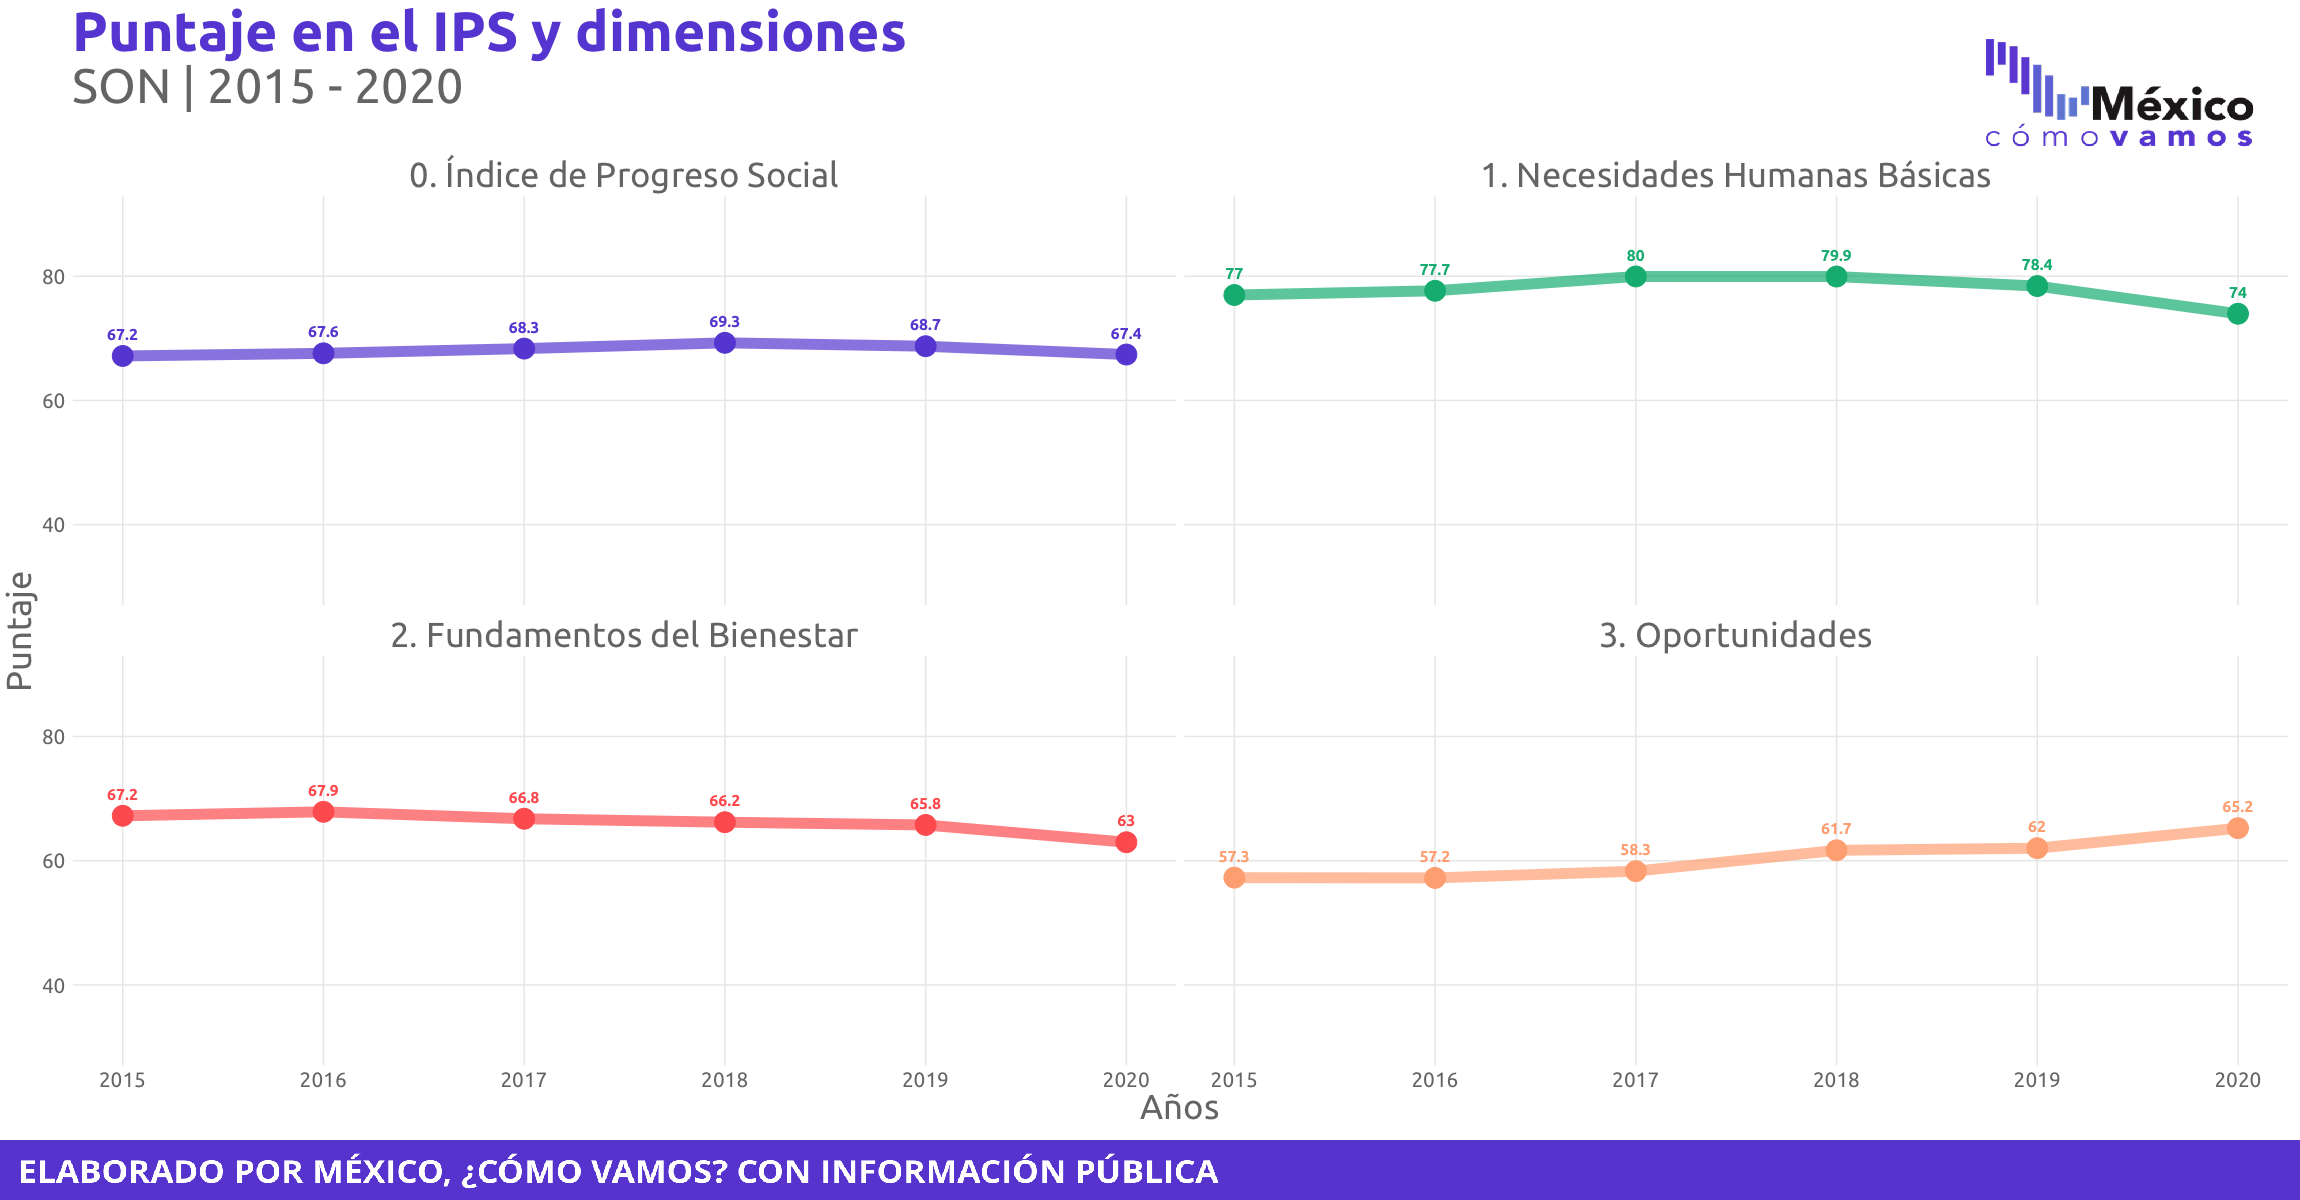 Puntaje en el IPS y dimensiones
SON | 2015 - 2020
México
cómovamos
0. Índice de Progreso Social
1. Necesidades Humanas Básicas
80
60
40
67.2 67.6 68.3 69.3 68.7 67.4
77 77.7 80 79.9 78.4 74
Puntaje
2. Fundamentos del Bienestar
3. Oportunidades
80
60
40
67.2 67.9 66.8 66.2 65.8 63
57.3 57.2 58.3 61.7 62 65.2
2015 2016 2017 2018 2019 2020
2015 2016 2017 2018 2019 2020
Años
ELABORADO POR MÉXICO, ¿CÓMO VAMOS? CON INFORMACIÓN PÚBLICA